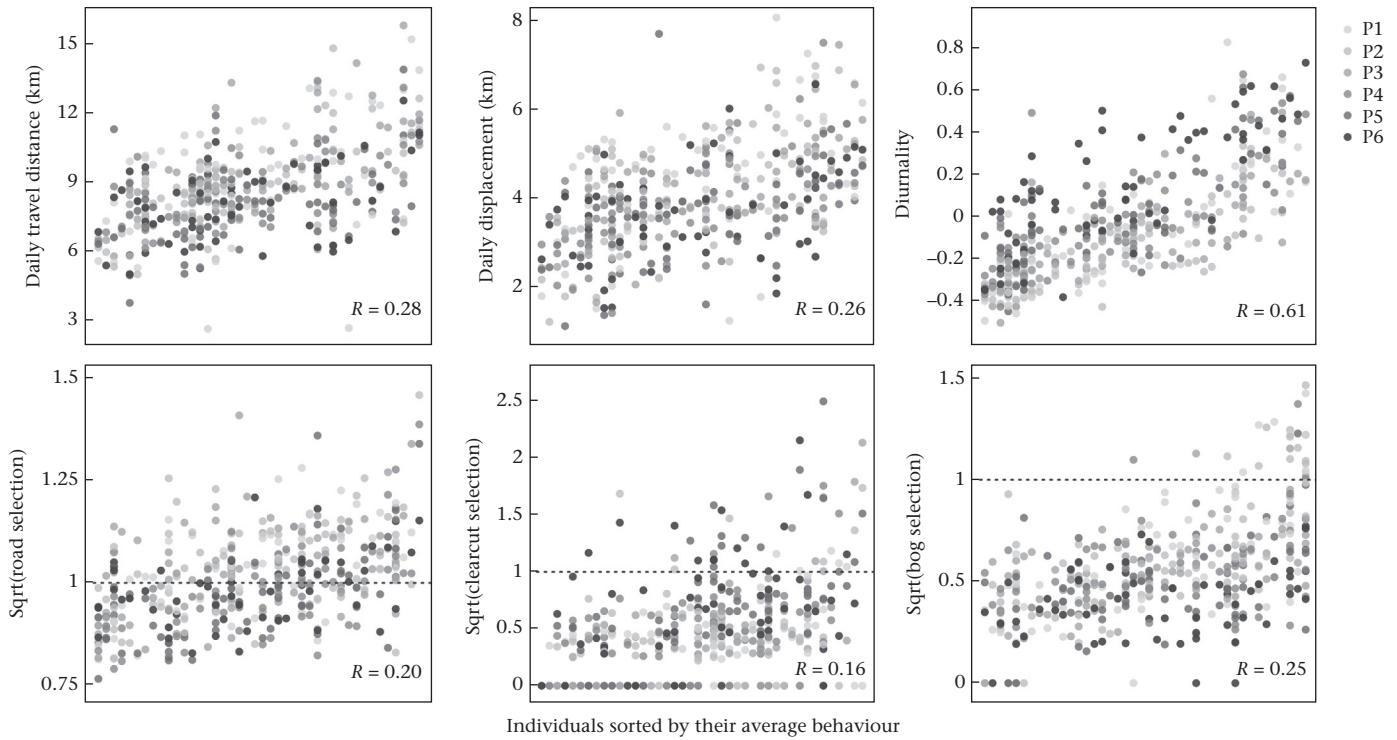 Daily travel distance (km)
15
12
9
6
3
R = 0.28
Daily displacement (km)
8
6
4
2
R = 0.26
Diurnality
0.8
0.6
0.4
0.2
0
−0.2
−0.4
R = 0.61
P1
P2
P3
P4
P5
P6
Sqrt(road selection)
1.5
1.25
1
0.75
R = 0.20
Sqrt(clearcut selection)
2.5
2
1.5
1
0.5
0
R = 0.16
Sqrt(bog selection)
1.5
1
0.5
0
R = 0.25
Individuals sorted by their average behaviour